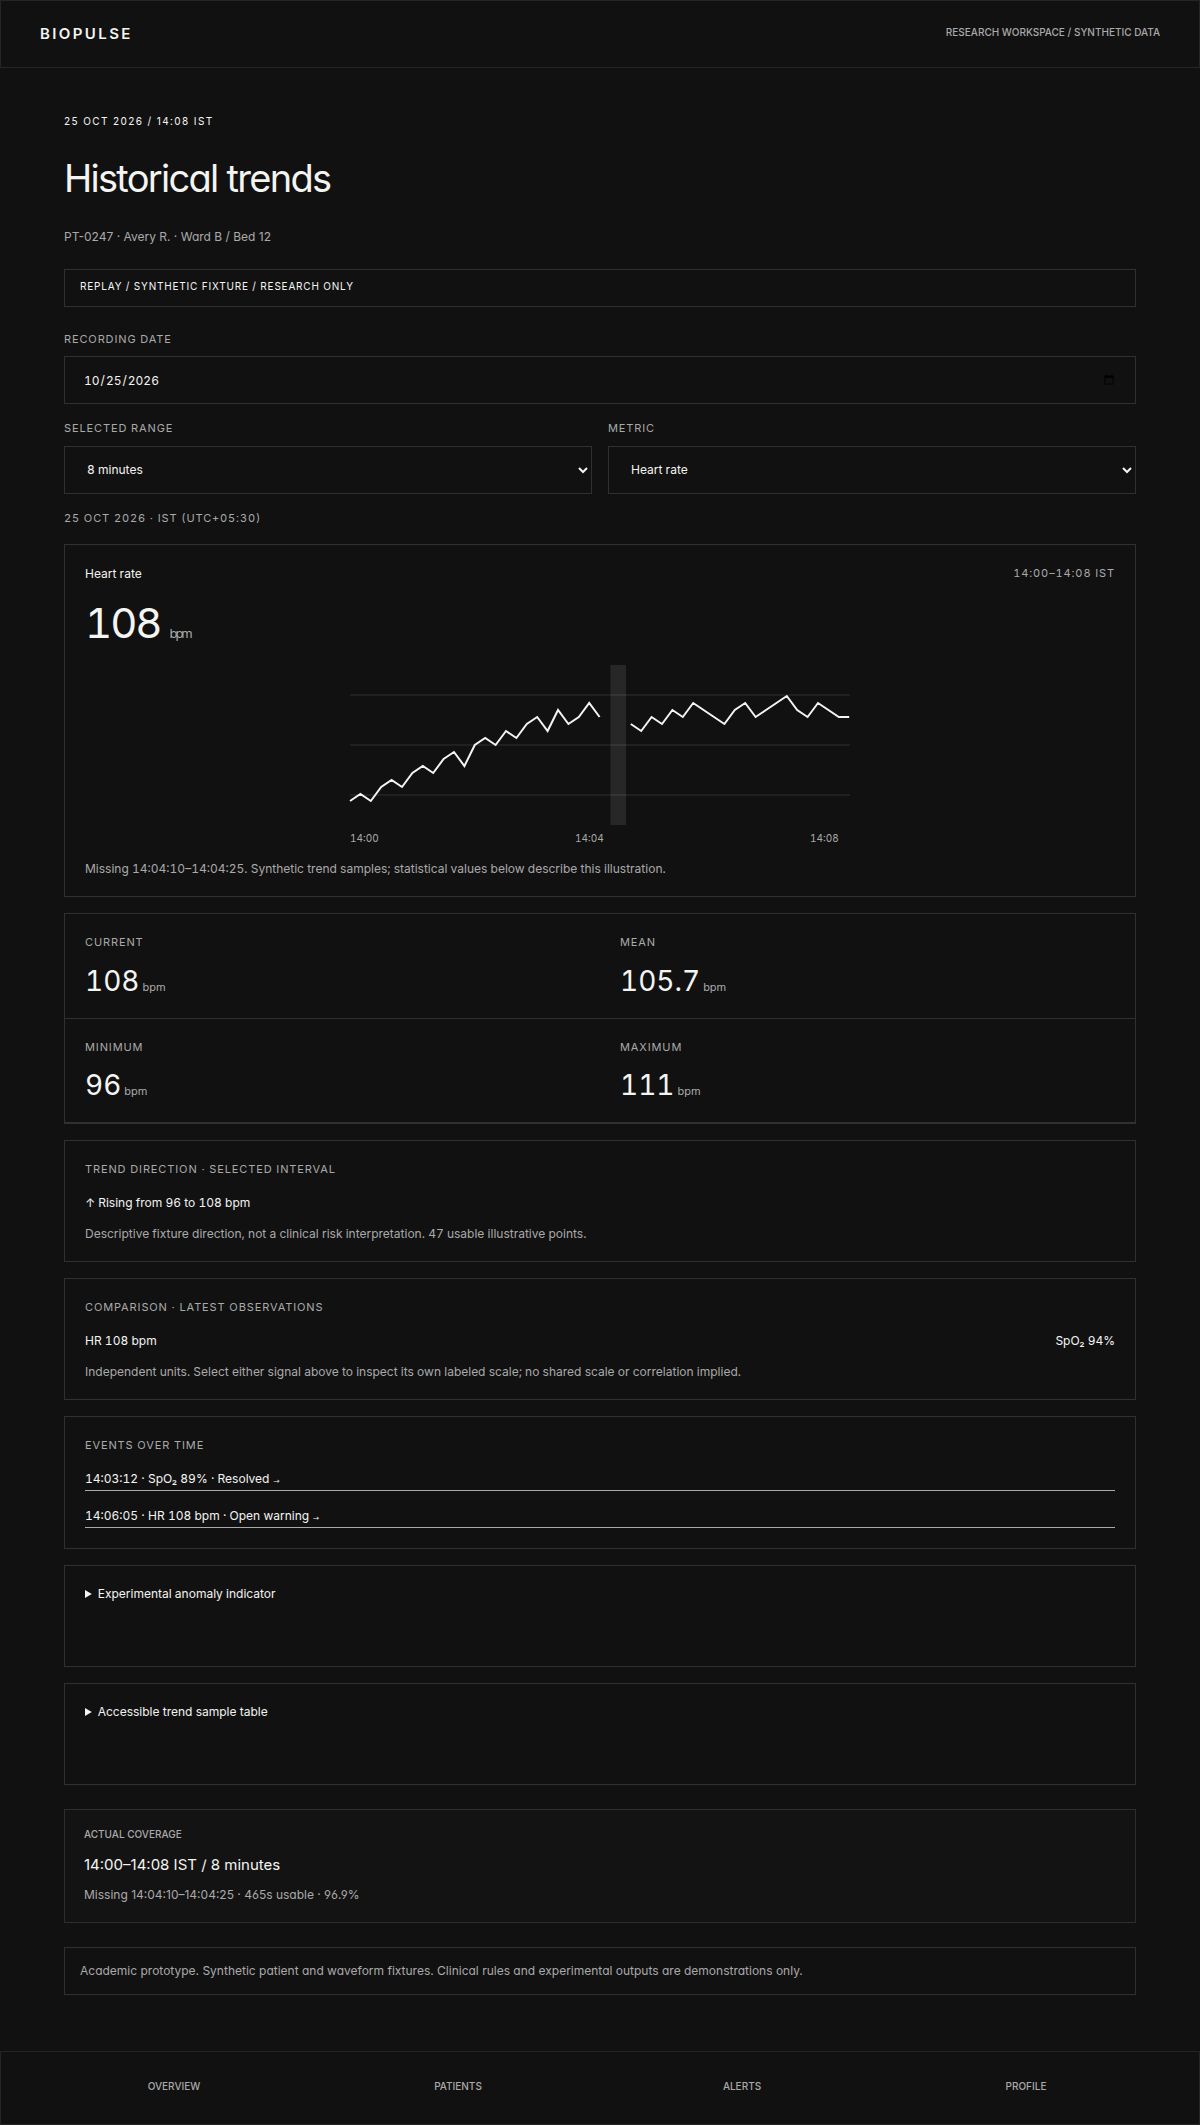 BIOPULSE
RESEARCH WORKSPACE / SYNTHETIC DATA
25 OCT 2026 / 14:08 IST
Historical trends
PT-0247 · Avery R. · Ward B / Bed 12
REPLAY / SYNTHETIC FIXTURE / RESEARCH ONLY
RECORDING DATE
10/25/2026
SELECTED RANGE
METRIC
8 minutes
Heart rate
25 OCT 2026 · IST (UTC+05:30)
Heart rate
14:00–14:08 IST
108 bpm
14:00
14:04
14:08
Missing 14:04:10–14:04:25. Synthetic trend samples; statistical values below describe this illustration.
CURRENT
MEAN
108 bpm
105.7 bpm
MINIMUM
MAXIMUM
96 bpm
111 bpm
TREND DIRECTION · SELECTED INTERVAL
↑ Rising from 96 to 108 bpm
Descriptive fixture direction, not a clinical risk interpretation. 47 usable illustrative points.
COMPARISON · LATEST OBSERVATIONS
HR 108 bpm
SpO₂ 94%
Independent units. Select either signal above to inspect its own labeled scale; no shared scale or correlation implied.
EVENTS OVER TIME
14:03:12 · SpO₂ 89% · Resolved →
14:06:05 · HR 108 bpm · Open warning →
▶ Experimental anomaly indicator
▶ Accessible trend sample table
ACTUAL COVERAGE
14:00–14:08 IST / 8 minutes
Missing 14:04:10–14:04:25 · 465s usable · 96.9%
Academic prototype. Synthetic patient and waveform fixtures. Clinical rules and experimental outputs are demonstrations only.
OVERVIEW
PATIENTS
ALERTS
PROFILE